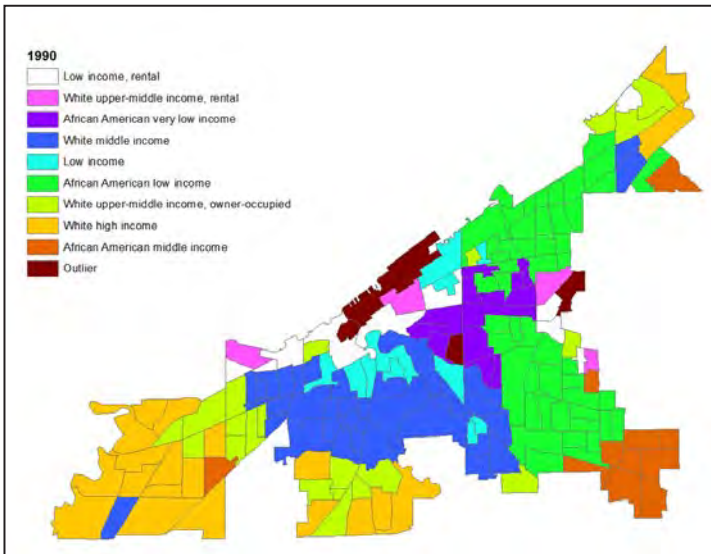 1990
Low income, rental
White upper-middle income, rental
African American very low income
White middle income
Low income
African American low income
White upper-middle income, owner-occupied
White high income
African American middle income
Outlier